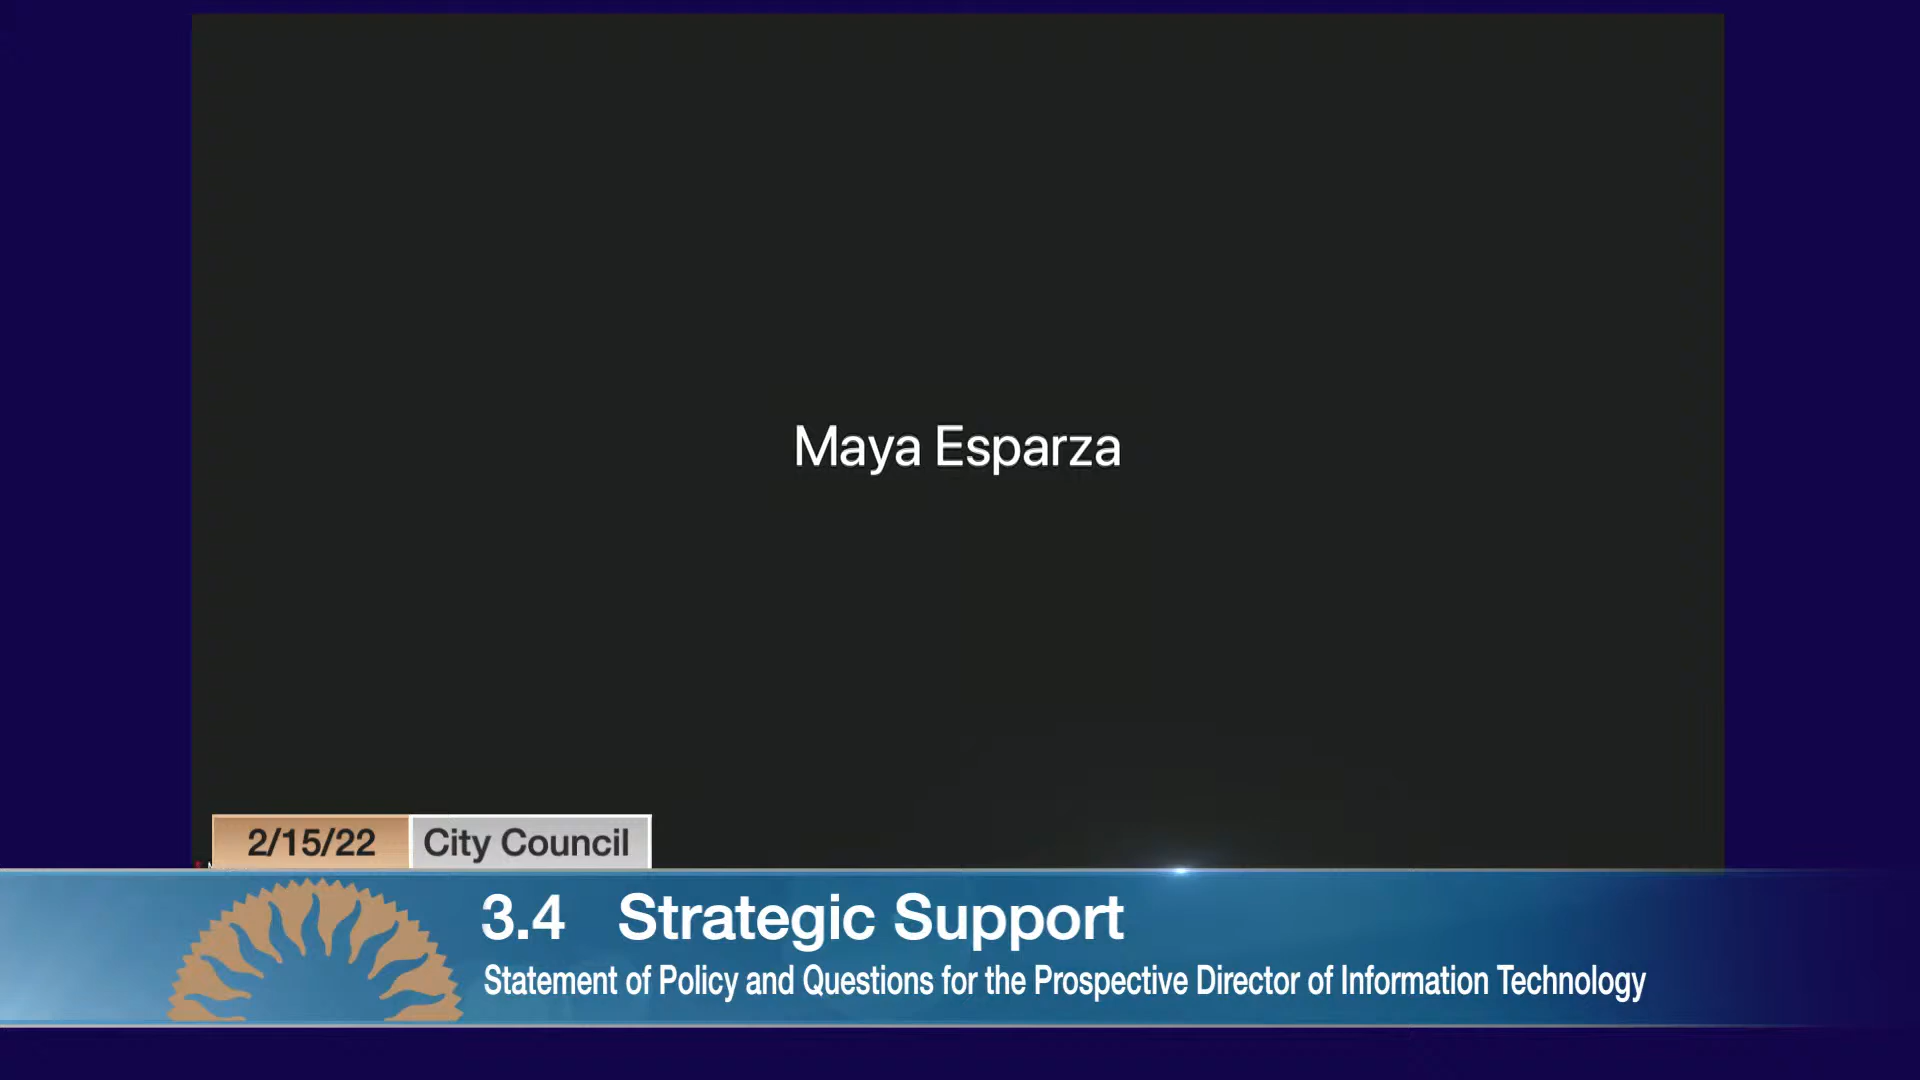 Maya Esparza
2/15/22 City Council
3.4 Strategic Support
Statement of Policy and Questions for the Prospective Director of Information Technology